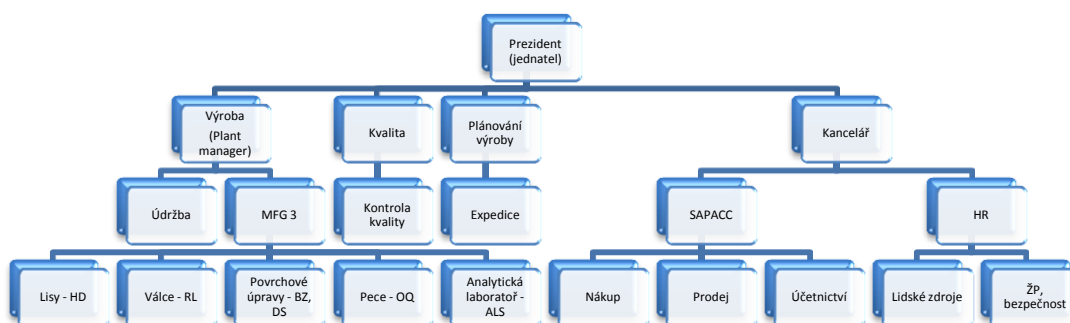 Prezident
(jednatel)
Výroba
(Plant
manager)
Kvalita
Plánování
výroby
Kancelář
Údržba
MFG 3
Kontrola
kvality
Expedice
SAPACC
HR
Lisy - HD
Válce - RL
Povrchové
úpravy - BZ,
DS
Pece - OQ
Analytická
laboratoř -
ALS
Nákup
Prodej
Účetnictví
Lidské zdroje
ŽP,
bezpečnost